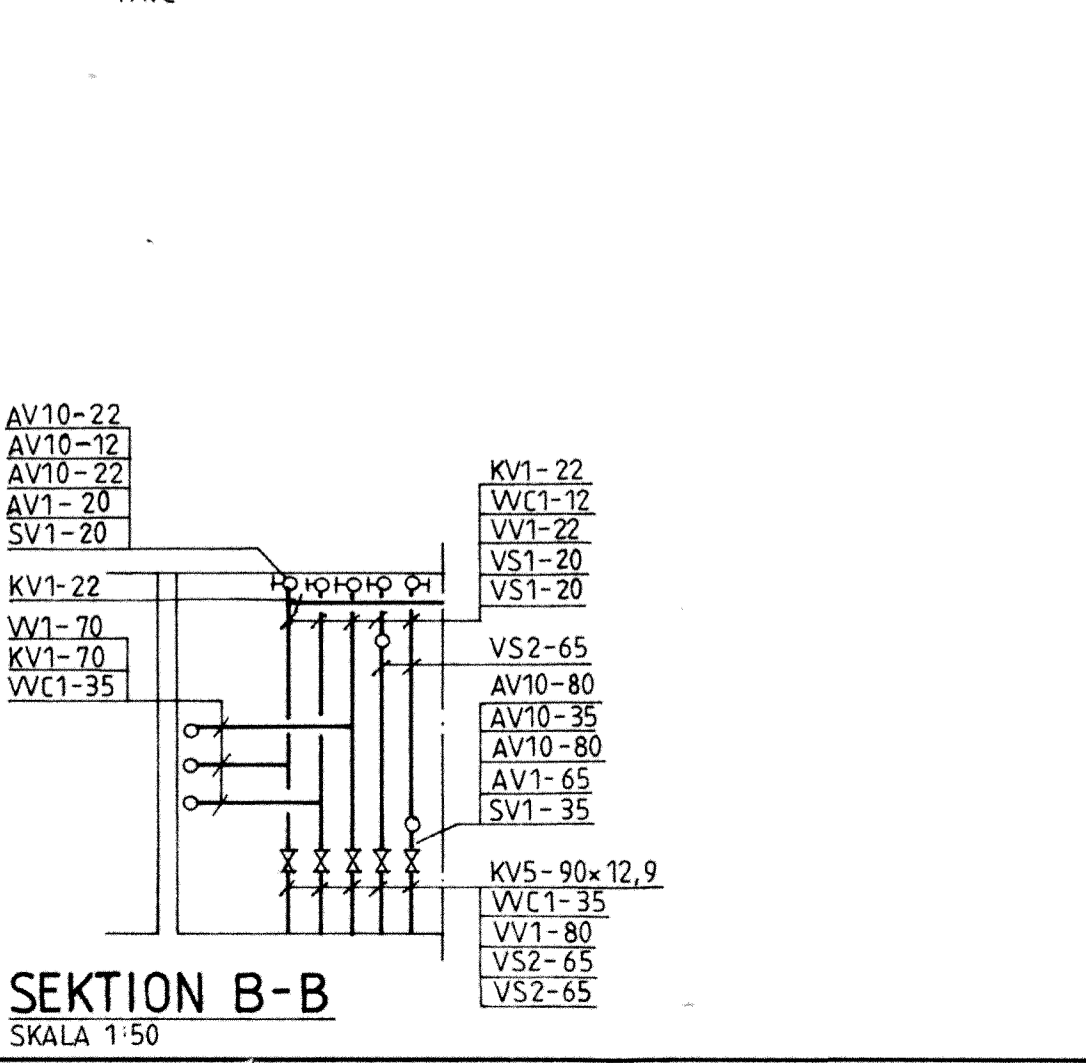 AV10-22
AV10-12
AV10-22
AV1-20
SV1-20
KV1-22
VV1-70
KV1-70
VVC1-35
KV1-22
VVC1-12
VV1-22
VS1-20
VS1-20
VS2-65
AV10-80
AV10-35
AV10-80
AV1-65
SV1-35
KV5-90×12,9
VVC1-35
VV1-80
VS2-65
VS2-65
SEKTION B-B
SKALA 1:50